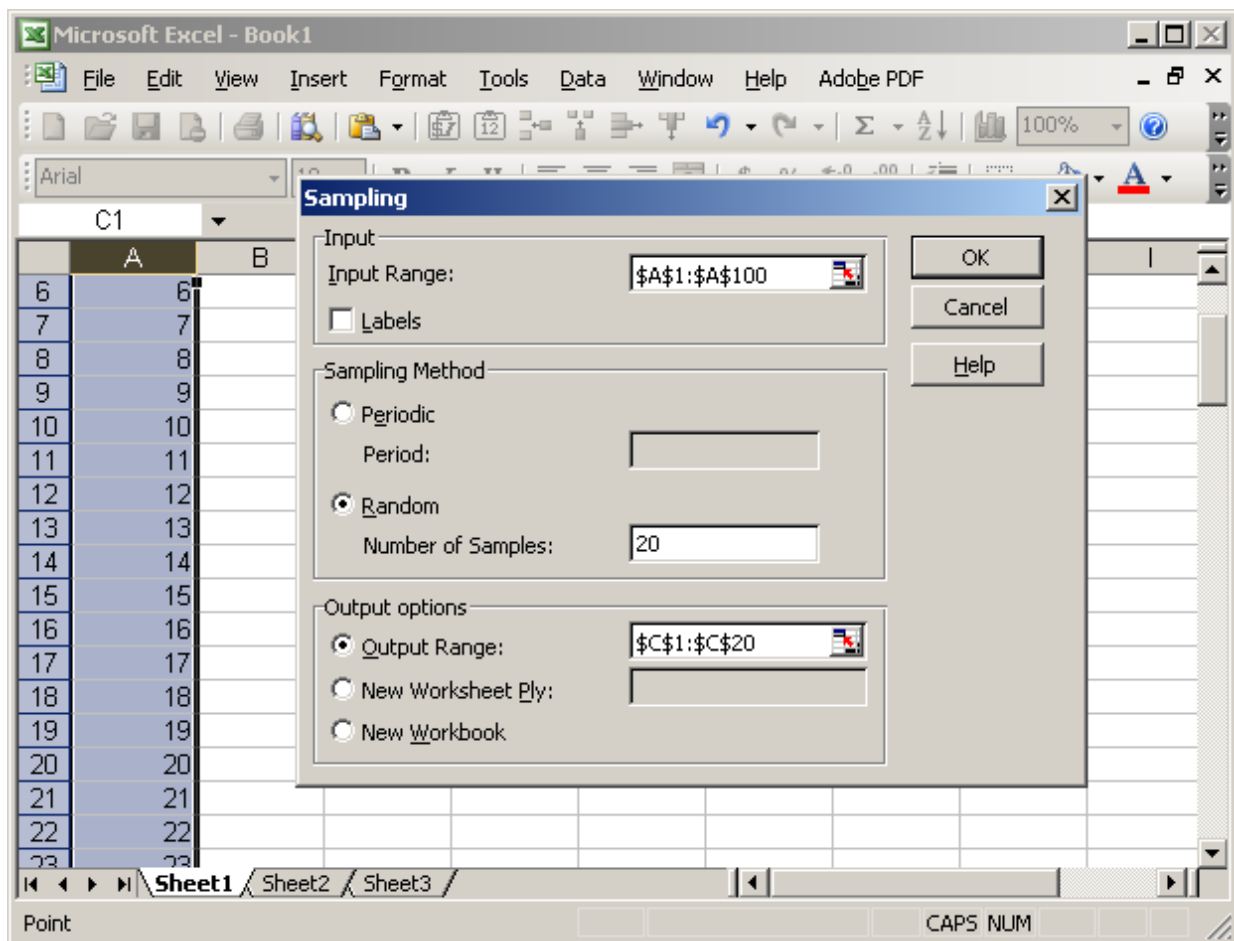 Microsoft Excel - Book1
File Edit View Insert Format Tools Data Window Help Adobe PDF
12 Σ A Z 100% ?
Arial A
C1
Sampling
Input
Input Range: $A$1:$A$100
Labels
Sampling Method
Periodic
Period:
Random
Number of Samples: 20
Output options
Output Range: $C$1:$C$20
New Worksheet Ply:
New Workbook
OK
Cancel
Help
A B I
6 6
7 7
8 8
9 9
10 10
11 11
12 12
13 13
14 14
15 15
16 16
17 17
18 18
19 19
20 20
21 21
22 22
23 23
Sheet1 Sheet2 Sheet3
Point CAPS NUM